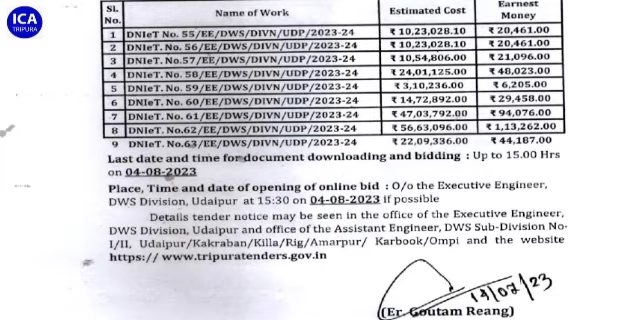 ICA
TRIPURA
Sl. No. Name of Work Estimated Cost Earnest Money
1 DNIeT No. 55/EE/DWS/DIVN/UDP/2023-24 ₹ 10,23,028.10 ₹ 20,461.00
2 DNIeT. No. 56/EE/DWS/DIVN/UDP/2023-24 ₹ 10,23,028.10 ₹ 20,461.00
3 DNIeT. No.57/EE/DWS/DIVN/UDP/2023-24 ₹ 10,54,806.00 ₹ 21,096.00
4 DNIeT. No. 58/EE/DWS/DIVN/UDP/2023-24 ₹ 24,01,125.00 ₹ 48,023.00
5 DNIeT. No. 59/EE/DWS/DIVN/UDP/2023-24 ₹ 3,10,236.00 ₹ 6,205.00
6 DNIeT. No. 60/EE/DWS/DIVN/UDP/2023-24 ₹ 14,72,892.00 ₹ 29,458.00
7 DNIeT. No. 61/EE/DWS/DIVN/UDP/2023-24 ₹ 47,03,792.00 ₹ 94,076.00
8 DNIeT. No.62/EE/DWS/DIVN/UDP/2023-24 ₹ 56,63,096.00 ₹ 1,13,262.00
9 DNIeT. No.63/EE/DWS/DIVN/UDP/2023-24 ₹ 22,09,336.00 ₹ 44,187.00
Last date and time for document downloading and bidding : Up to 15.00 Hrs
on 04-08-2023
Place, Time and date of opening of online bid : O/o the Executive Engineer,
DWS Division, Udaipur at 15:30 on 04-08-2023 if possible
Details tender notice may be seen in the office of the Executive Engineer,
DWS Division, Udaipur and office of the Assistant Engineer, DWS Sub-Division No-
I/II, Udaipur/Kakraban/Killa/Rig/Amarpur/ Karbook/Ompi and the website
https:// www.tripuratenders.gov.in
(Er. Goutam Reang)